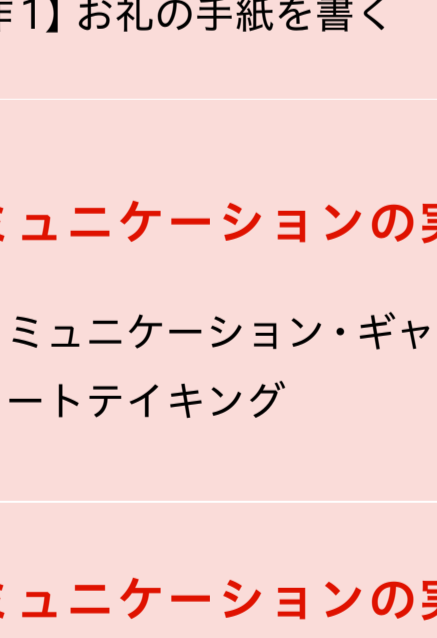 1】お礼の手紙を書く
ミュニケーションの実
ミュニケーション・ギャ
ートテイキング
ミュニケーションの実